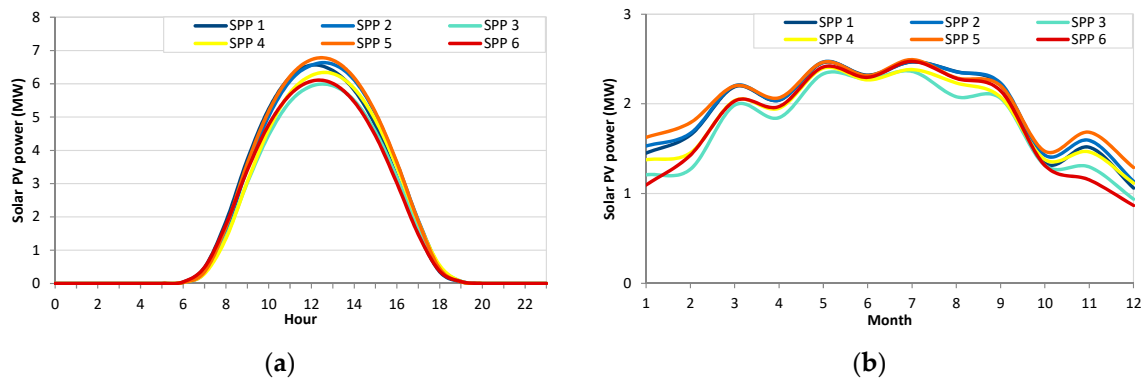 8
7
6
5
4
3
2
1
0
Solar PV power (MW)
SPP 1 SPP 2 SPP 3
SPP 4 SPP 5 SPP 6
0 2 4 6 8 10 12 14 16 18 20 22
Hour
(a)
3
2
1
0
Solar PV power (MW)
SPP 1 SPP 2 SPP 3
SPP 4 SPP 5 SPP 6
1 2 3 4 5 6 7 8 9 10 11 12
Month
(b)